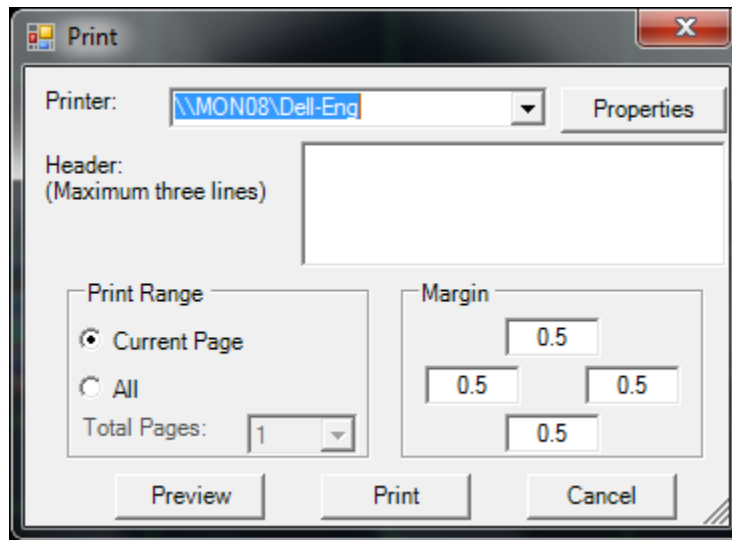 Print
Printer: \\MON08\Dell-Eng Properties
Header:
(Maximum three lines)
Print Range
Current Page
All
Total Pages: 1
Margin
0.5
0.5 0.5
0.5
Preview Print Cancel